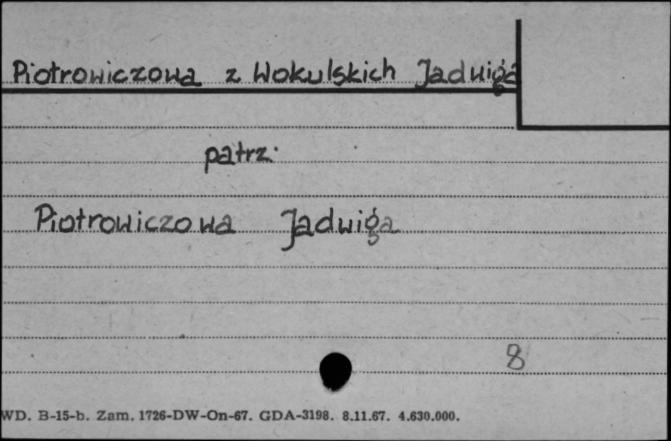 Piotrowiczowa z Wokulskich Jadwiga
patrz.
Piotrowiczowa Jadwiga
8
WD. B-15-b. Zam. 1726-DW-On-67. GDA-3198. 8.11.67. 4.630.000.